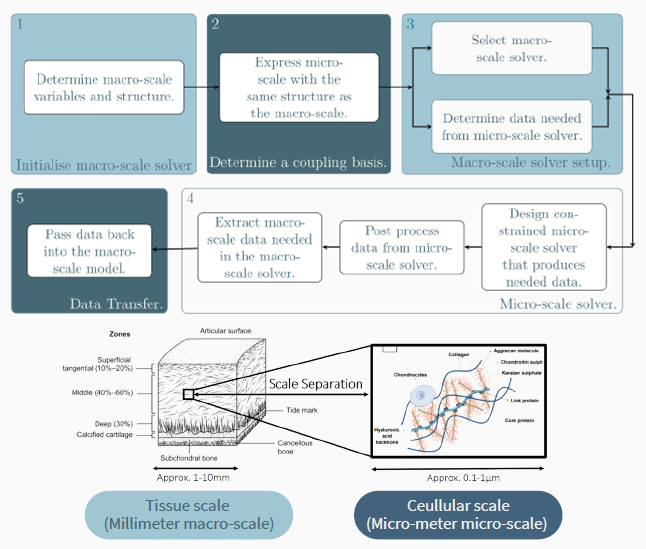 1
Determine macro-scale
variables and structure.
Initialise macro-scale solver
2
Express micro-
scale with the
same structure as
the macro-scale.
Determine a coupling basis.
3
Select macro-
scale solver.
Determine data needed
from micro-scale solver.
Macro-scale solver setup.
5
Pass data back
into the macro-
scale model.
Data Transfer.
4
Extract macro-
scale data needed
in the macro-
scale solver.
Post process
data from micro-
scale solver.
Design con-
strained micro-
scale solver
that produces
needed data.
Micro-scale solver.
Zones
Articular surface
Superficial
tangential (10%–20%)
Middle (40%–60%)
Deep (30%)
Calcified cartilage
Subchondral bone
Tide mark
Cancellous
bone
Scale Separation
Aggrecan molecule
Collagen
Chondroitin sulph
Chondrocytes
Keratan sulphate
Link protein
Core protein
Hyaluronic
acid
backbone
Approx. 1-10mm
Approx. 0.1-1μm
Tissue scale
(Millimeter macro-scale)
Ceullular scale
(Micro-meter micro-scale)